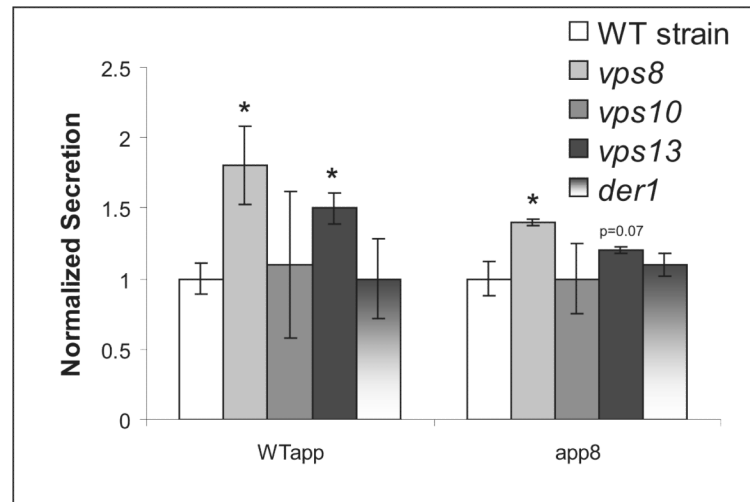 WT strain
vps8
vps10
vps13
der1
Normalized Secretion
2.5
2
1.5
1
0.5
0
*
*
*
p=0.07
WTapp
app8